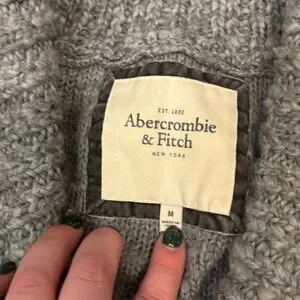 EST. 1892
Abercrombie
& Fitch
NEW YORK
M